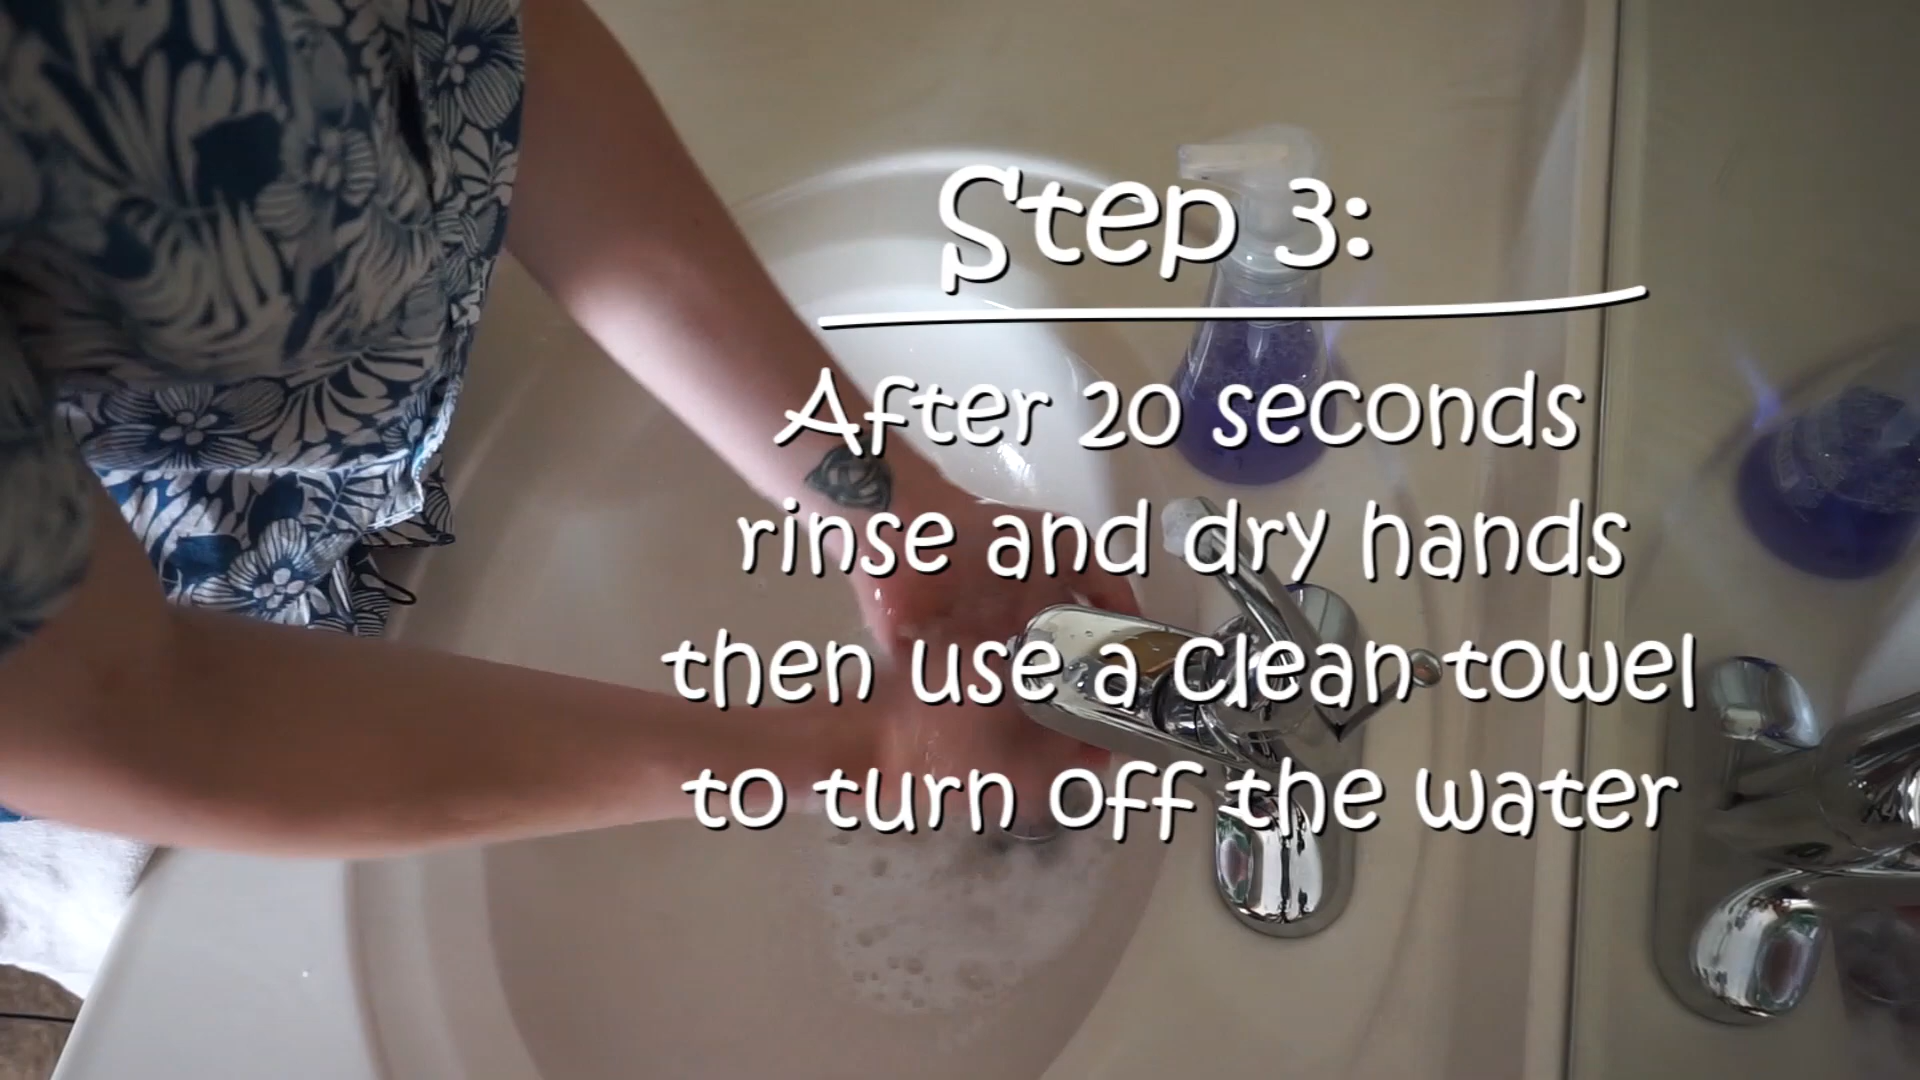 Step 3:
After 20 seconds
rinse and dry hands
then use a clean towel
to turn off the water